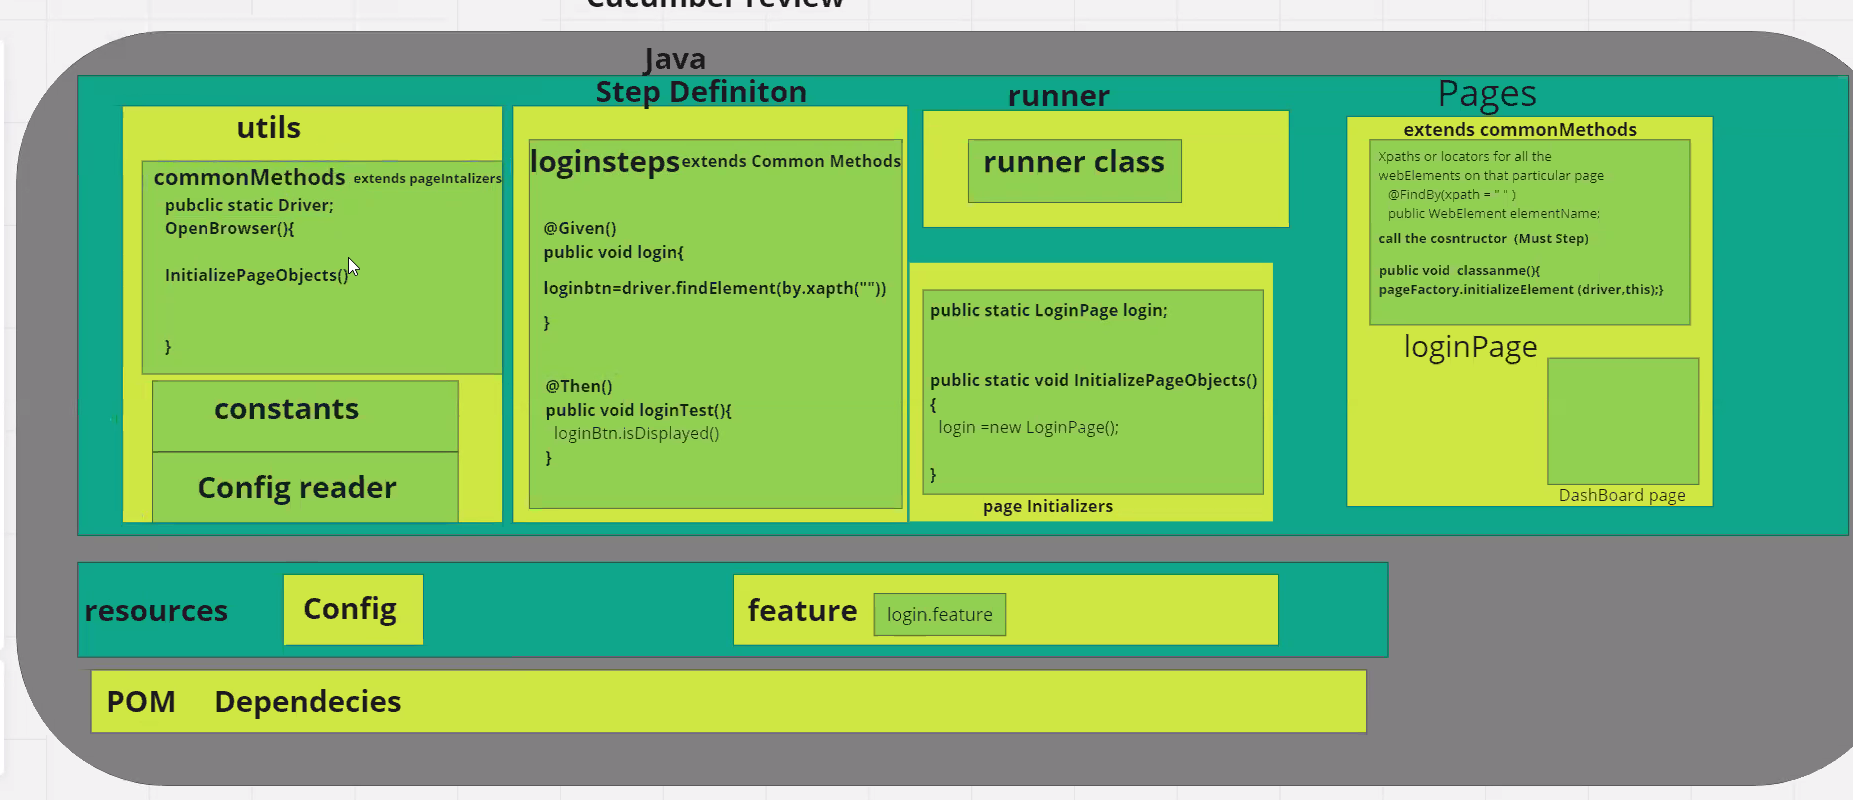 Cucumber review
Java
Step Definiton
runner
Pages
utils
commonMethods extends pageIntalizers
pubclic static Driver;
OpenBrowser(){
InitializePageObjects()
}
constants
Config reader
loginsteps extends Common Methods
@Given()
public void login{
loginbtn=driver.findElement(by.xapth(""))
}
@Then()
public void loginTest(){
loginBtn.isDisplayed()
}
runner class
public static LoginPage login;
public static void InitializePageObjects()
{
login =new LoginPage();
}
page Initializers
extends commonMethods
Xpaths or locators for all the
webElements on that particular page
@FindBy(xpath = " " )
public WebElement elementName;
call the cosntructor (Must Step)
public void classanme(){
pageFactory.initializeElement (driver,this);}
loginPage
DashBoard page
resources
Config
feature
login.feature
POM Dependecies